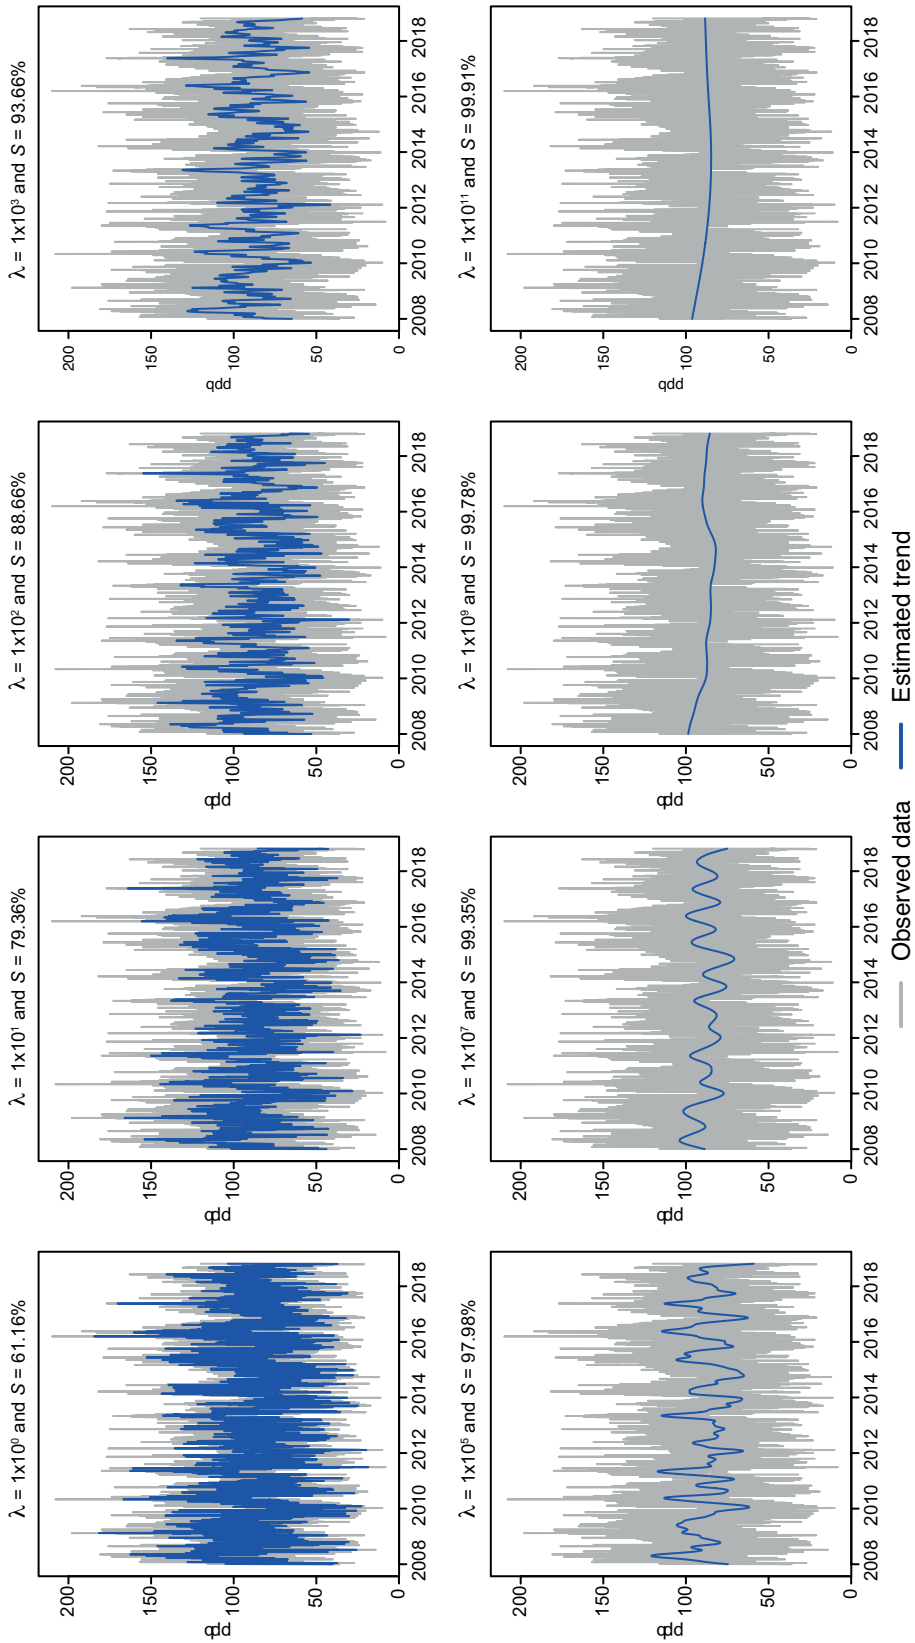 λ = 1x10⁰ and S = 61.16%
200
150
100
50
0
ppb
2008 2010 2012 2014 2016 2018
λ = 1x10¹ and S = 79.36%
200
150
100
50
0
ppb
2008 2010 2012 2014 2016 2018
λ = 1x10² and S = 88.66%
200
150
100
50
0
ppb
2008 2010 2012 2014 2016 2018
λ = 1x10³ and S = 93.66%
200
150
100
50
0
ppb
2008 2010 2012 2014 2016 2018
λ = 1x10⁵ and S = 97.98%
200
150
100
50
0
ppb
2008 2010 2012 2014 2016 2018
λ = 1x10⁷ and S = 99.35%
200
150
100
50
0
ppb
2008 2010 2012 2014 2016 2018
λ = 1x10⁹ and S = 99.78%
200
150
100
50
0
ppb
2008 2010 2012 2014 2016 2018
λ = 1x10¹¹ and S = 99.91%
200
150
100
50
0
ppb
2008 2010 2012 2014 2016 2018
Observed data Estimated trend